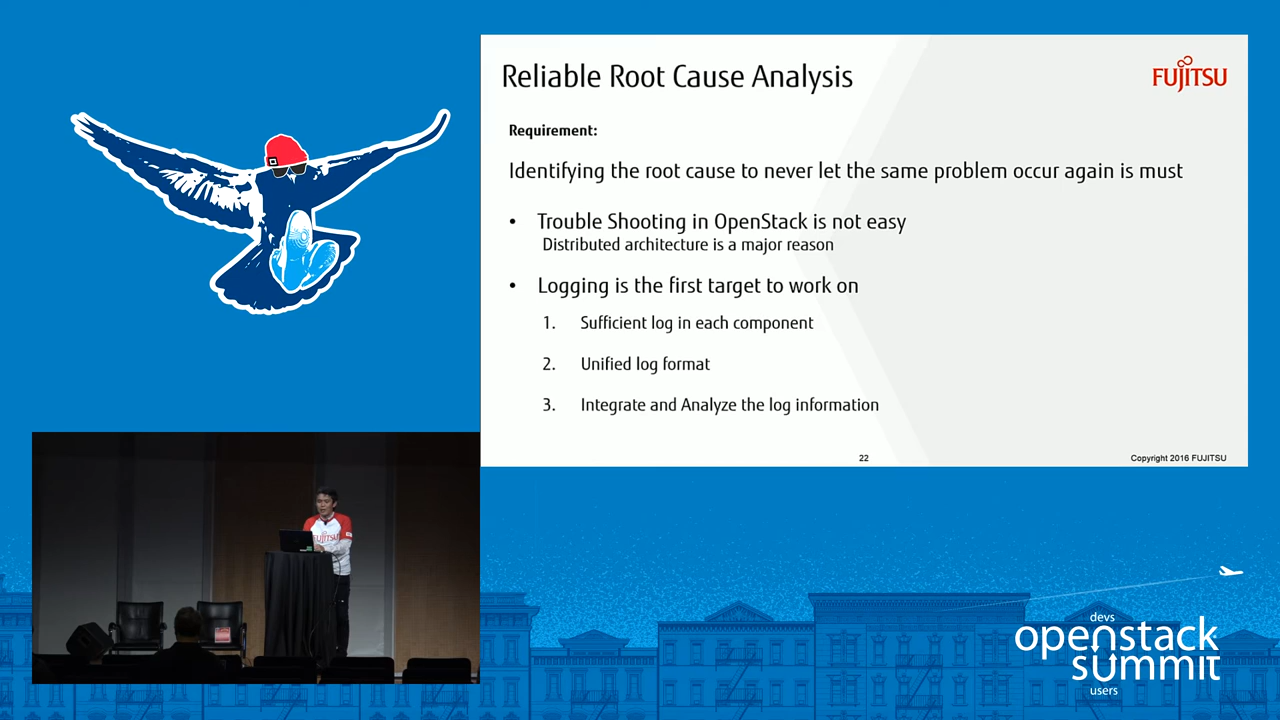 Reliable Root Cause Analysis
FUJITSU
Requirement:
Identifying the root cause to never let the same problem occur again is must
• Trouble Shooting in OpenStack is not easy
Distributed architecture is a major reason
• Logging is the first target to work on
1. Sufficient log in each component
2. Unified log format
3. Integrate and Analyze the log information
22
Copyright 2016 FUJITSU
FUJITSU
devs
openstack
summit
users